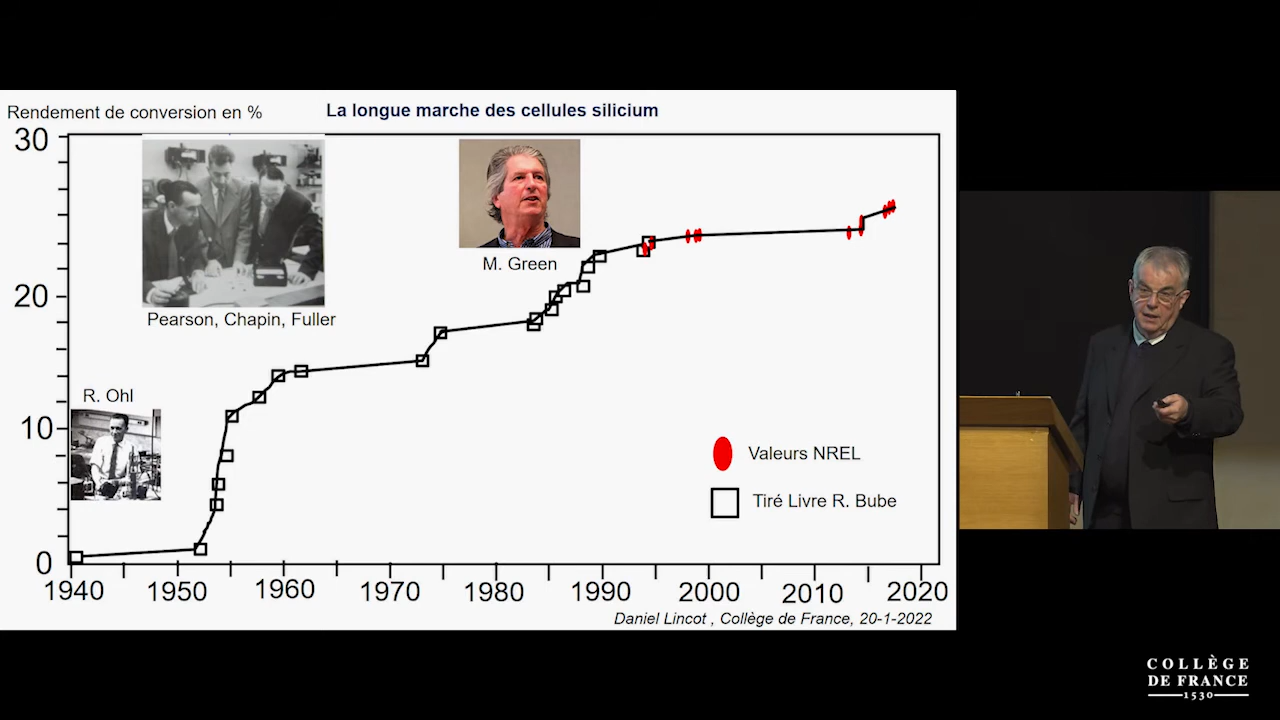 Rendement de conversion en %
La longue marche des cellules silicium
30
20
10
0
Pearson, Chapin, Fuller
M. Green
R. Ohl
Valeurs NREL
Tiré Livre R. Bube
1940 1950 1960 1970 1980 1990 2000 2010 2020
Daniel Lincot , Collège de France, 20-1-2022
COLLÈGE
DE FRANCE
1530